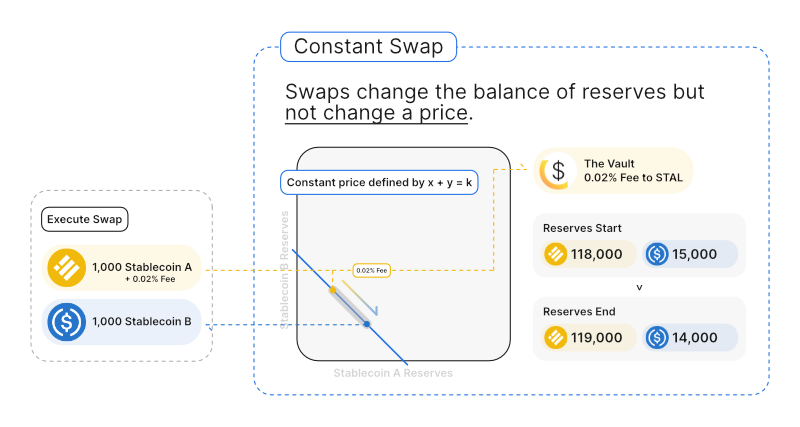 Constant Swap
Swaps change the balance of reserves but
not change a price.
Constant price defined by x + y = k
The Vault
0.02% Fee to STAL
Execute Swap
1,000 Stablecoin A
+ 0.02% Fee
1,000 Stablecoin B
Stablecoin B Reserves
0.02% Fee
Stablecoin A Reserves
Reserves Start
118,000 15,000
v
Reserves End
119,000 14,000